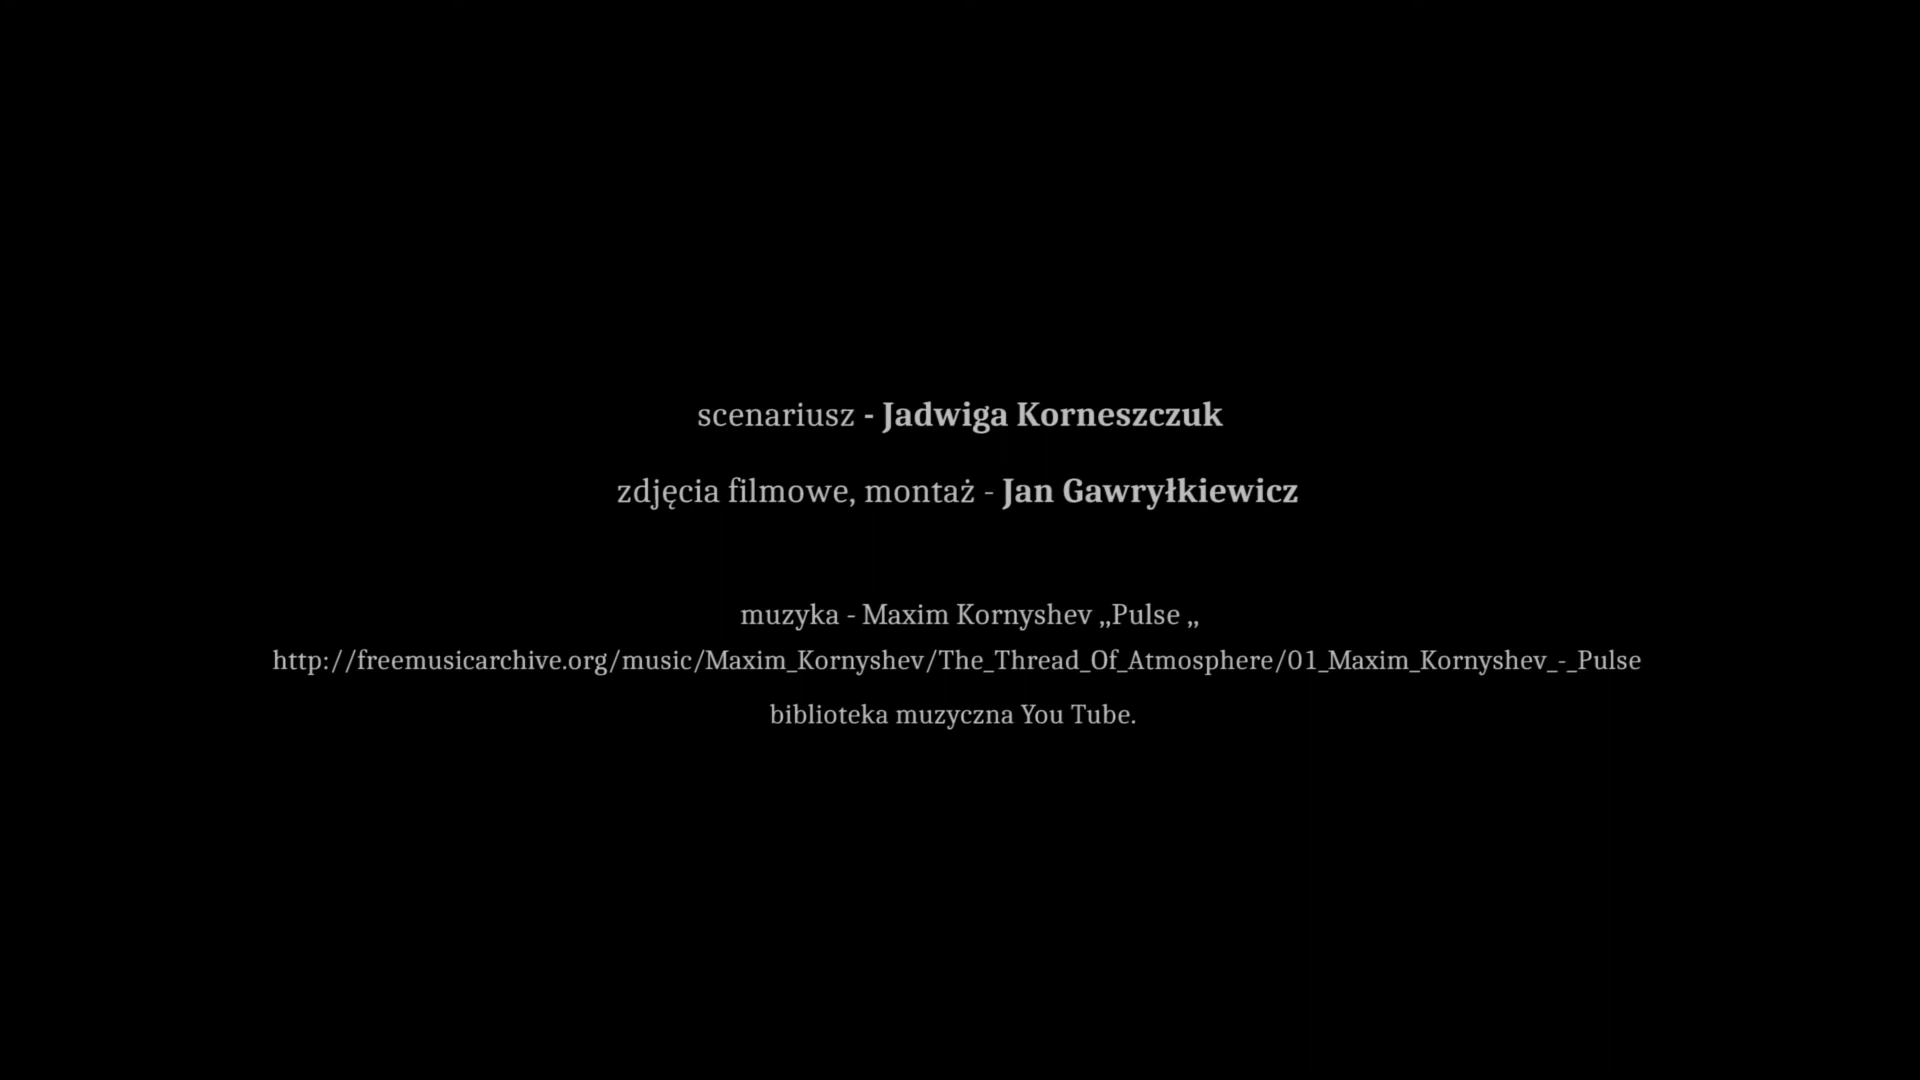 scenariusz - Jadwiga Korneszczuk
zdjęcia filmowe, montaż - Jan Gawryłkiewicz
muzyka - Maxim Kornyshev ,,Pulse ,,
http://freemusicarchive.org/music/Maxim_Kornyshev/The_Thread_Of_Atmosphere/01_Maxim_Kornyshev_-_Pulse
biblioteka muzyczna You Tube.